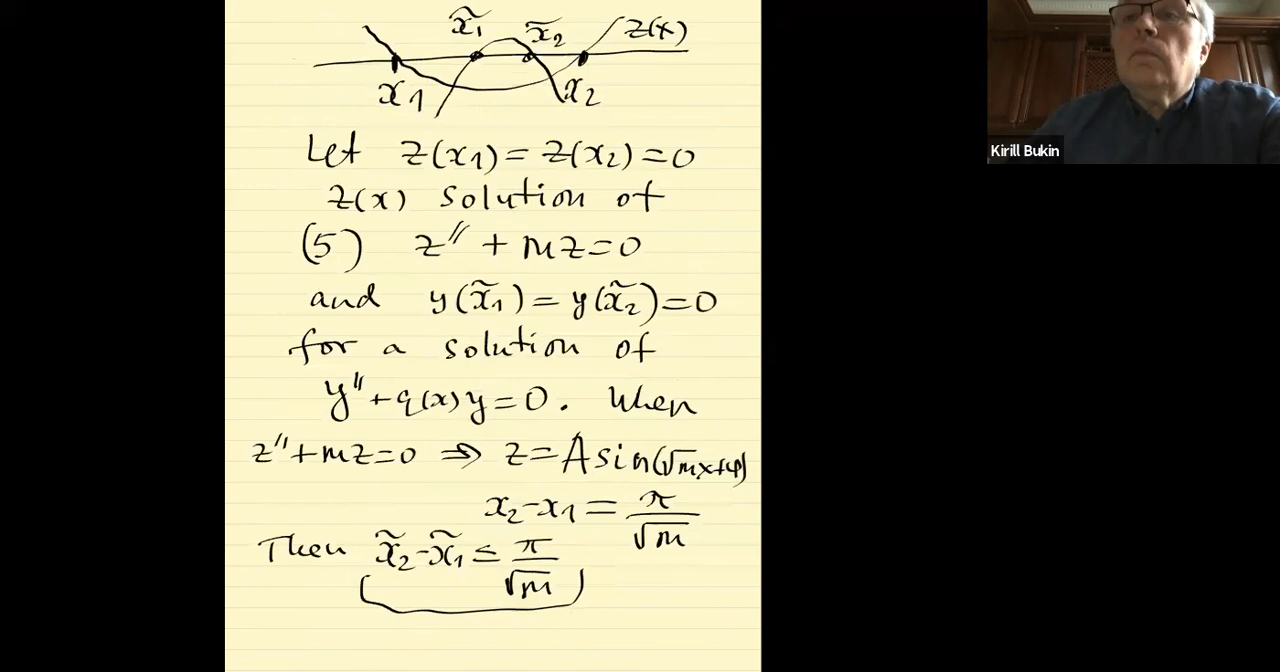 x̃₁ x̃₂ z(x)
x₁ x₂
Let z(x₁) = z(x₂) = 0
z(x) solution of
(5) z'' + mz = 0
and y(x̃₁) = y(x̃₂) = 0
for a solution of
y'' + q(x)y = 0. When
z'' + mz = 0 ⇒ z = A sin(√m x+φ)
x₂ - x₁ = π/√m
Then x̃₂ - x̃₁ ≤ π/√m
Kirill Bukin